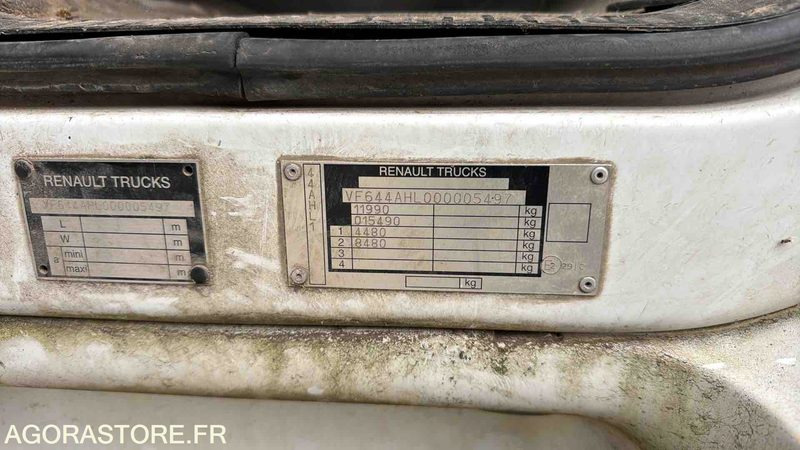 RENAULT TRUCKS
VF644AHL000005497
L m
W m
a mini m
maxi m
44AHL1
RENAULT TRUCKS
VF644AHL000005497
11990 kg
015490 kg
1 4480 kg
2 8480 kg
3 kg
4 kg
kg
AGORASTORE.FR